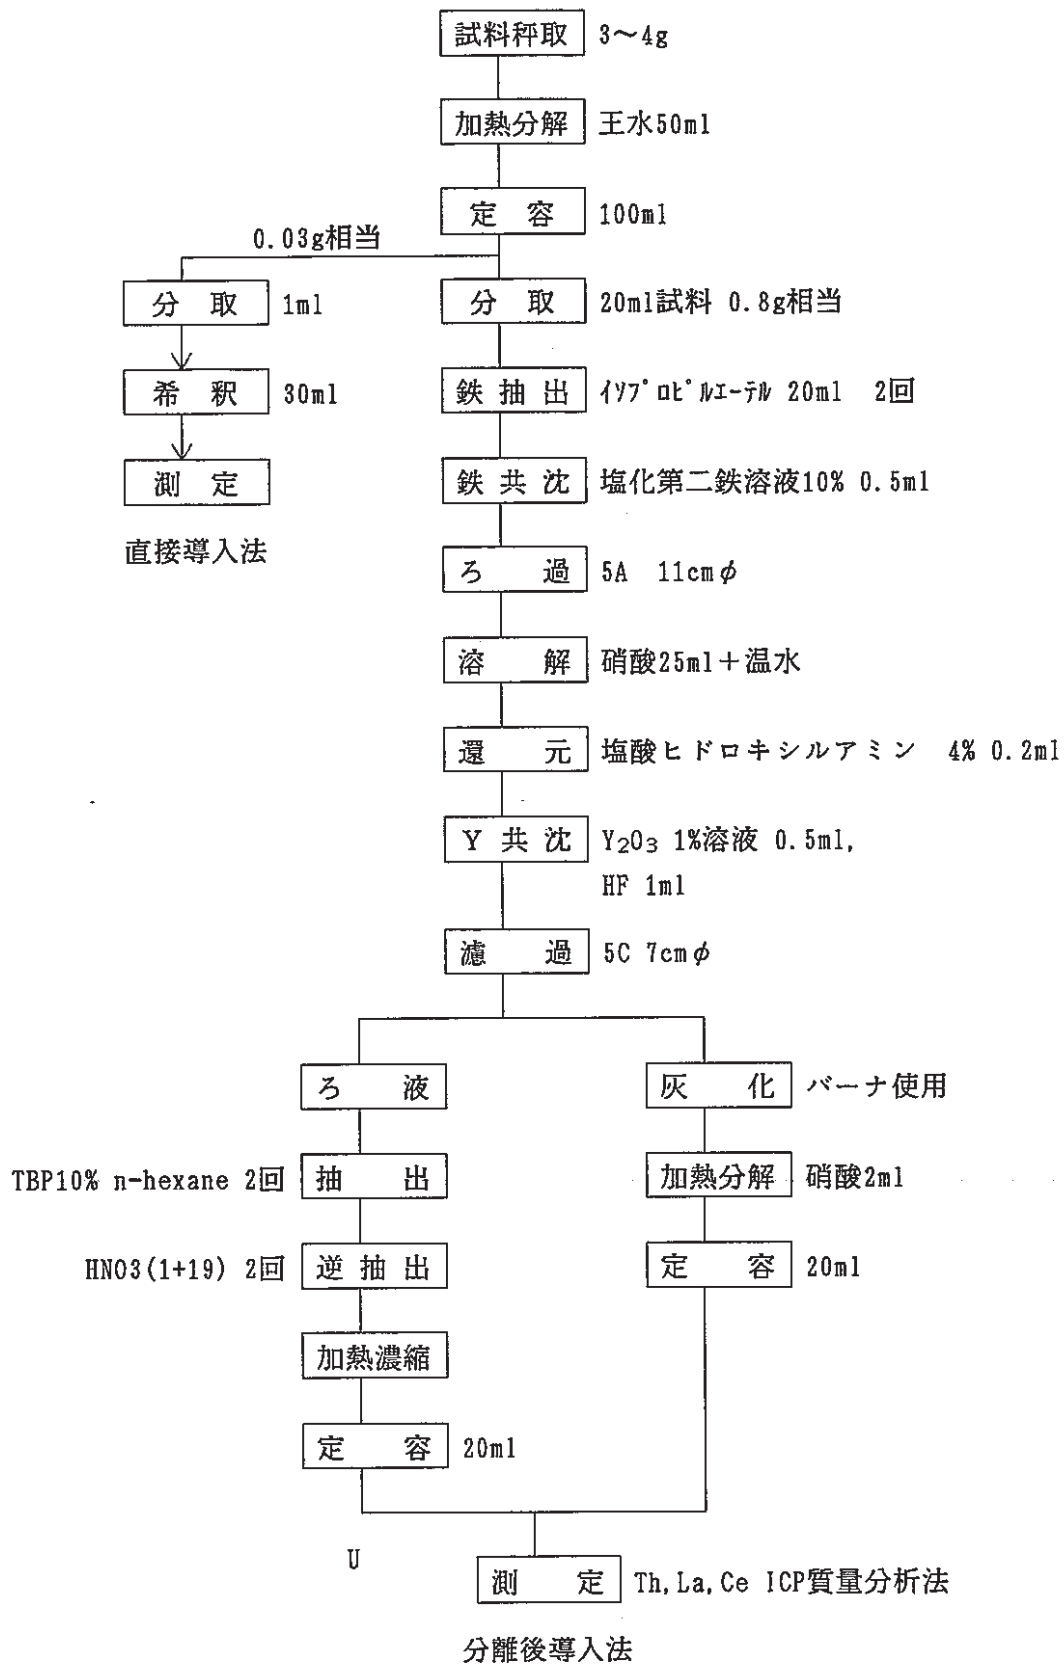 試料秤取 3～4g
加熱分解 王水50ml
定容 100ml
0.03g相当
分取 1ml
希釈 30ml
測定
直接導入法
分取 20ml試料 0.8g相当
鉄抽出 ｲｿﾌﾟﾛﾋﾟﾙｴｰﾃﾙ 20ml 2回
鉄共沈 塩化第二鉄溶液10% 0.5ml
ろ過 5A 11cmφ
溶解 硝酸25ml＋温水
還元 塩酸ヒドロキシルアミン 4% 0.2ml
Y共沈 Y₂O₃ 1%溶液 0.5ml,
HF 1ml
濾過 5C 7cmφ
ろ液
TBP10% n-hexane 2回 抽出
HNO3(1+19) 2回 逆抽出
加熱濃縮
定容 20ml
U
灰化 バーナ使用
加熱分解 硝酸2ml
定容 20ml
測定 Th,La,Ce ICP質量分析法
分離後導入法